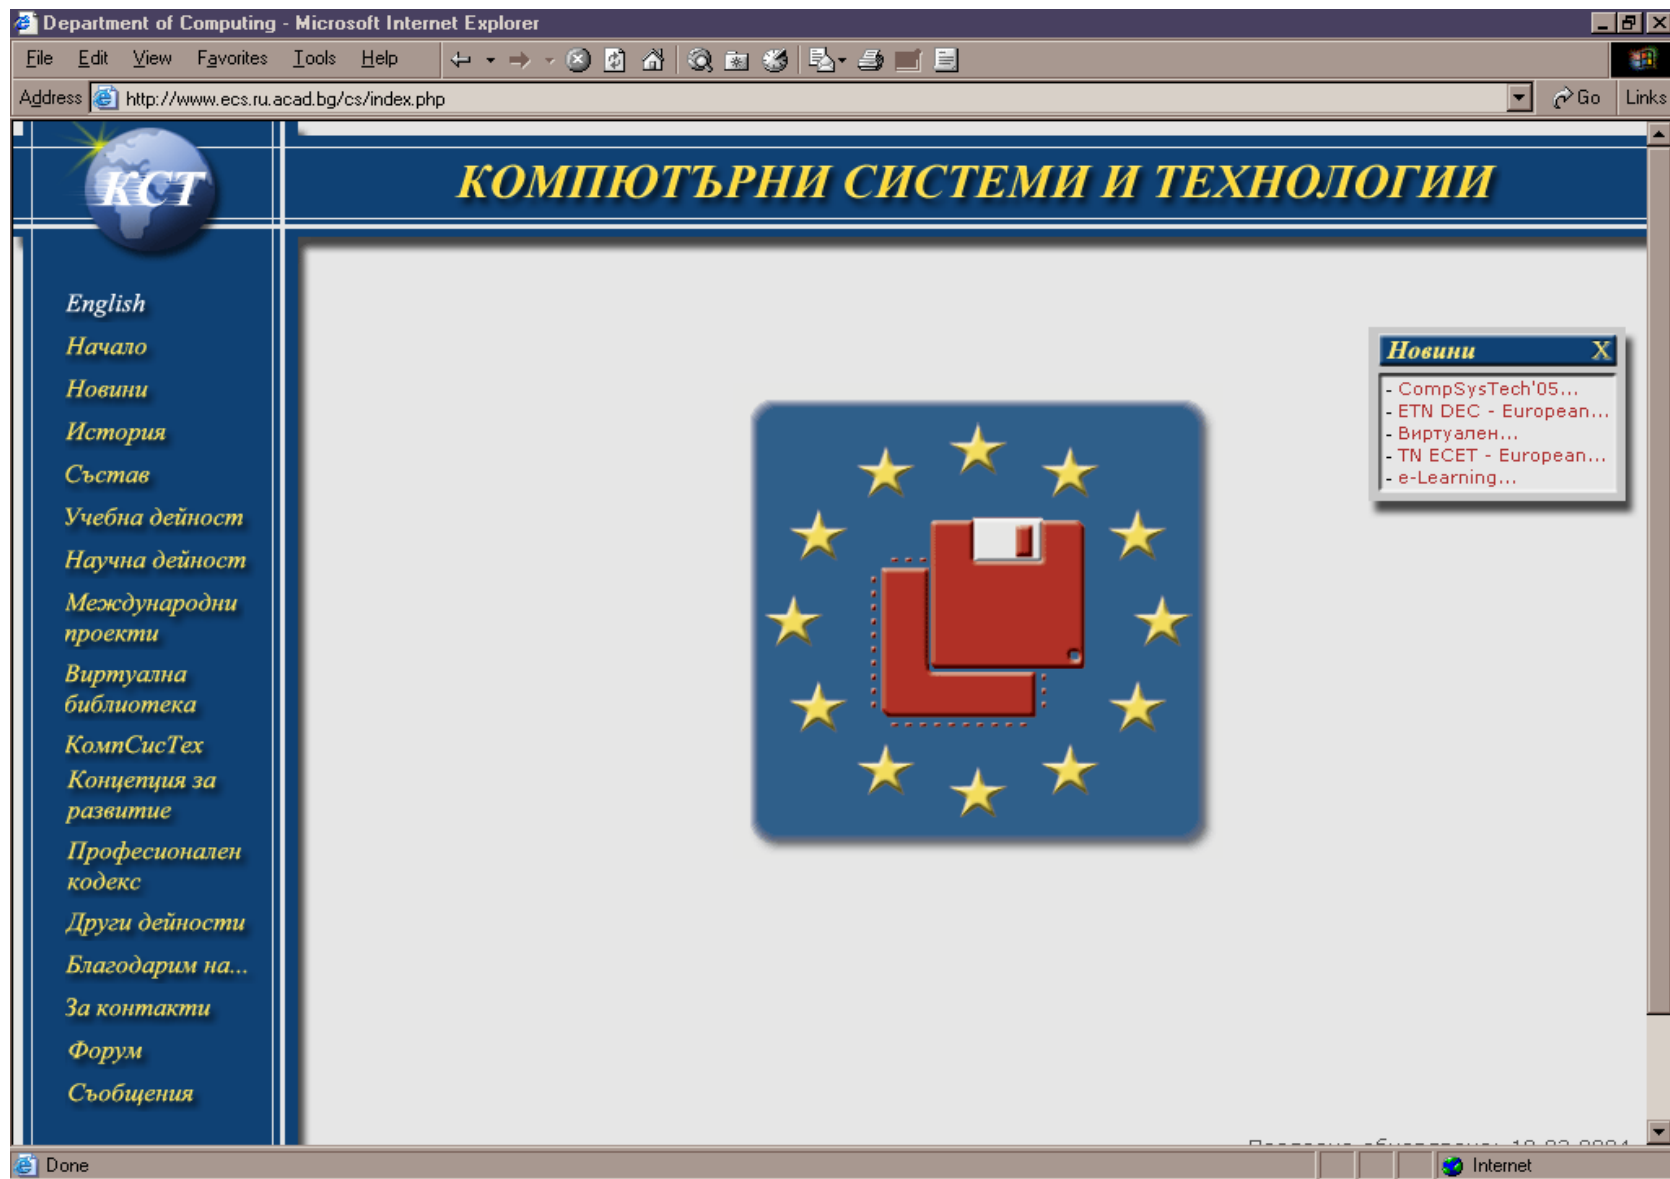 Department of Computing - Microsoft Internet Explorer
File Edit View Favorites Tools Help
Address http://www.ecs.ru.acad.bg/cs/index.php Go Links
КСТ
КОМПЮТЪРНИ СИСТЕМИ И ТЕХНОЛОГИИ
English
Начало
Новини
История
Състав
Учебна дейност
Научна дейност
Международни
проекти
Виртуална
библиотека
КомпСисТех
Концепция за
развитие
Професионален
кодекс
Други дейности
Благодарим на...
За контакти
Форум
Съобщения
Новини X
- CompSysTech'05...
- ETN DEC - European...
- Виртуален...
- TN ECET - European...
- e-Learning...
Done
Internet